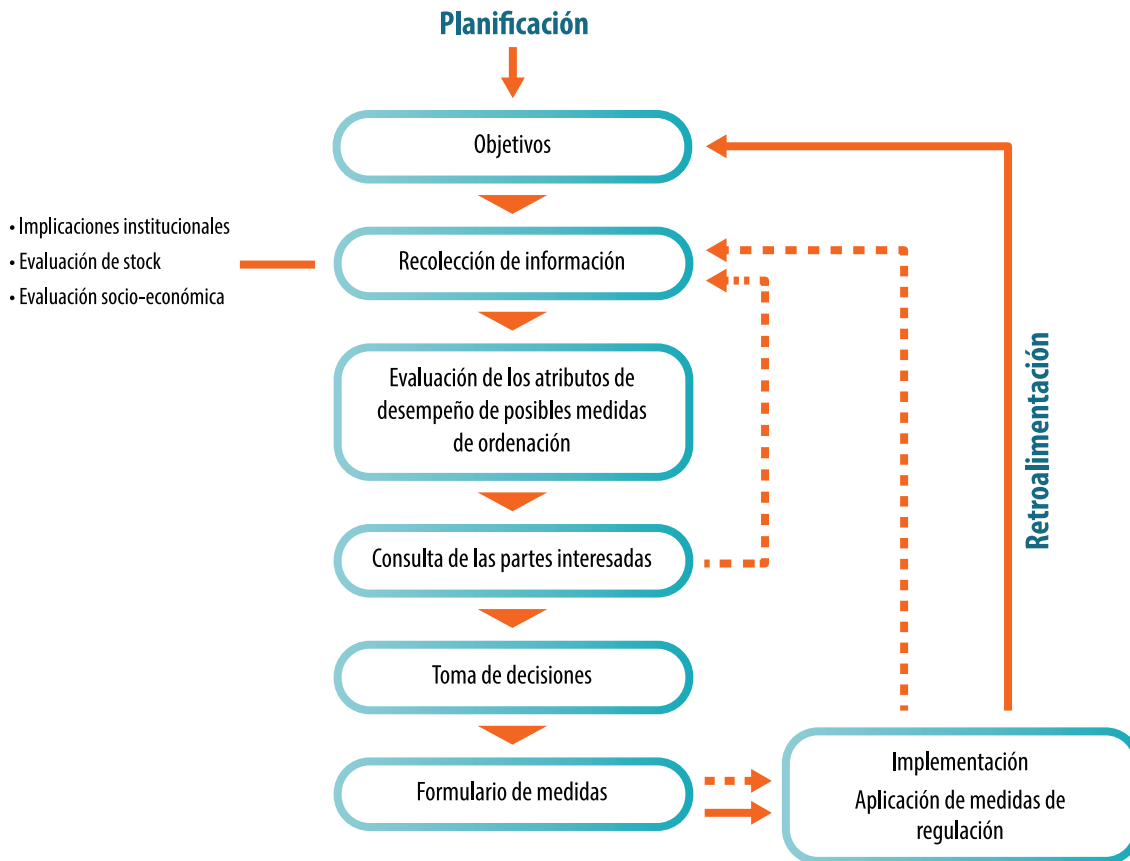 Planificación
Objetivos
• Implicaciones institucionales
• Evaluación de stock
• Evaluación socio-económica
Recolección de información
Evaluación de los atributos de
desempeño de posibles medidas
de ordenación
Consulta de las partes interesadas
Toma de decisiones
Formulario de medidas
Implementación
Aplicación de medidas de
regulación
Retroalimentación